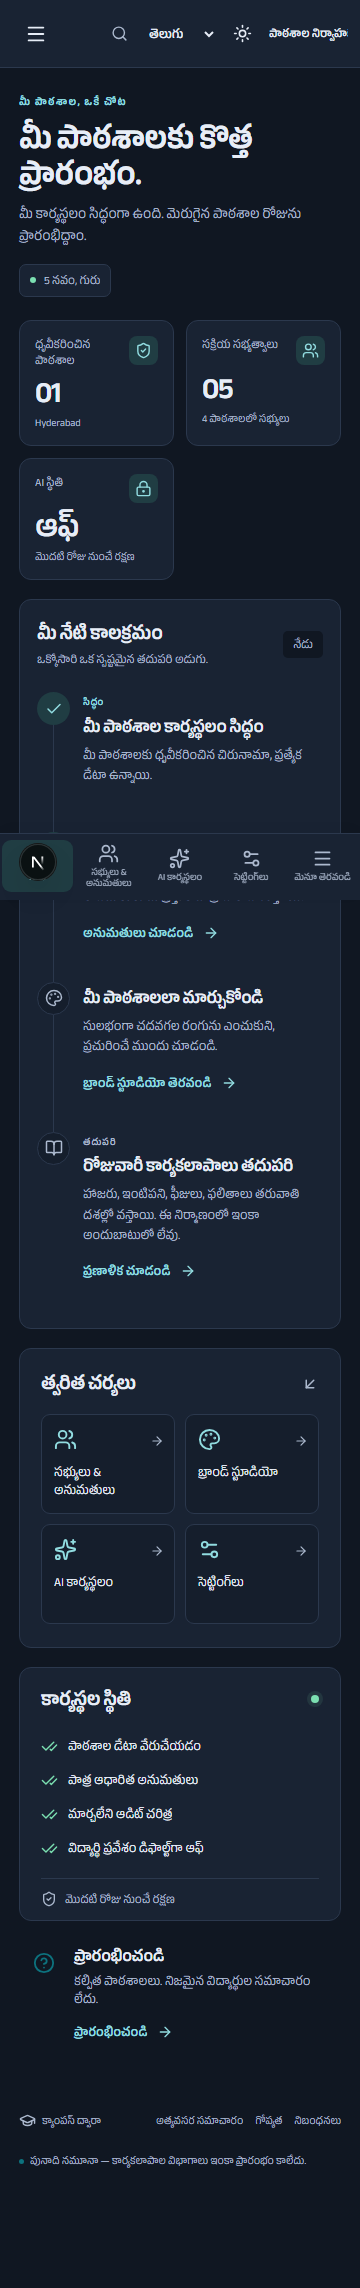 తెలుగు
పాఠశాల
మీ పాఠశాల, ఒకే చోట
మీ పాఠశాలకు కొత్త
ప్రారంభం.
మీ కార్యస్థలం సిద్ధంగా ఉంది. మెరుగైన పాఠశాల రోజును
ప్రారంభిద్దాం.
5 నవం, గురు
ధృవీకరించిన
పాఠశాల
01
Hyderabad
సక్రియ సభ్యత్వాలు
05
4 పాఠశాలలో సభ్యులు
AI స్థితి
ఆఫ్
మొదటి రోజు నుంచే రక్షణ
మీ నేటి కాలక్రమం
ఒక్కోసారి ఒక స్పష్టమైన తదుపరి అడుగు.
నేడు
సిద్ధం
మీ పాఠశాల కార్యస్థలం సిద్ధం
మీ పాఠశాలకు ధృవీకరించిన చిరునామా, ప్రత్యేక
డేటా ఉన్నాయి.
N
సభ్యులు &
అనుమతులు
AI కార్యస్థలం
సెట్టింగ్‌లు
మెనూ తెరవండి
అనుమతులు చూడండి
మీ పాఠశాలలా మార్చుకోండి
సులభంగా చదవగల రంగును ఎంచుకుని,
ప్రచురించే ముందు చూడండి.
బ్రాండ్ స్టూడియో తెరవండి
తదుపరి
రోజువారీ కార్యకలాపాలు తదుపరి
హాజరు, ఇంటిపని, ఫీజులు, ఫలితాలు తరువాతి
దశల్లో వస్తాయి. ఈ నిర్మాణంలో ఇంకా
అందుబాటులో లేవు.
ప్రణాళిక చూడండి
త్వరిత చర్యలు
సభ్యులు &
అనుమతులు
బ్రాండ్ స్టూడియో
AI కార్యస్థలం
సెట్టింగ్‌లు
కార్యస్థల స్థితి
పాఠశాల డేటా వేరుచేయడం
పాత్ర ఆధారిత అనుమతులు
మార్చలేని ఆడిట్ చరిత్ర
విద్యార్థి ప్రవేశం డిఫాల్ట్‌గా ఆఫ్
మొదటి రోజు నుంచే రక్షణ
ప్రారంభించండి
కల్పిత పాఠశాలలు. నిజమైన విద్యార్థుల సమాచారం
లేదు.
ప్రారంభించండి
క్యాంపస్ ద్వారా
అత్యవసర సమాచారం
గోప్యత
నిబంధనలు
పునాది నమూనా — కార్యకలాపాల విభాగాలు ఇంకా ప్రారంభం కాలేదు.